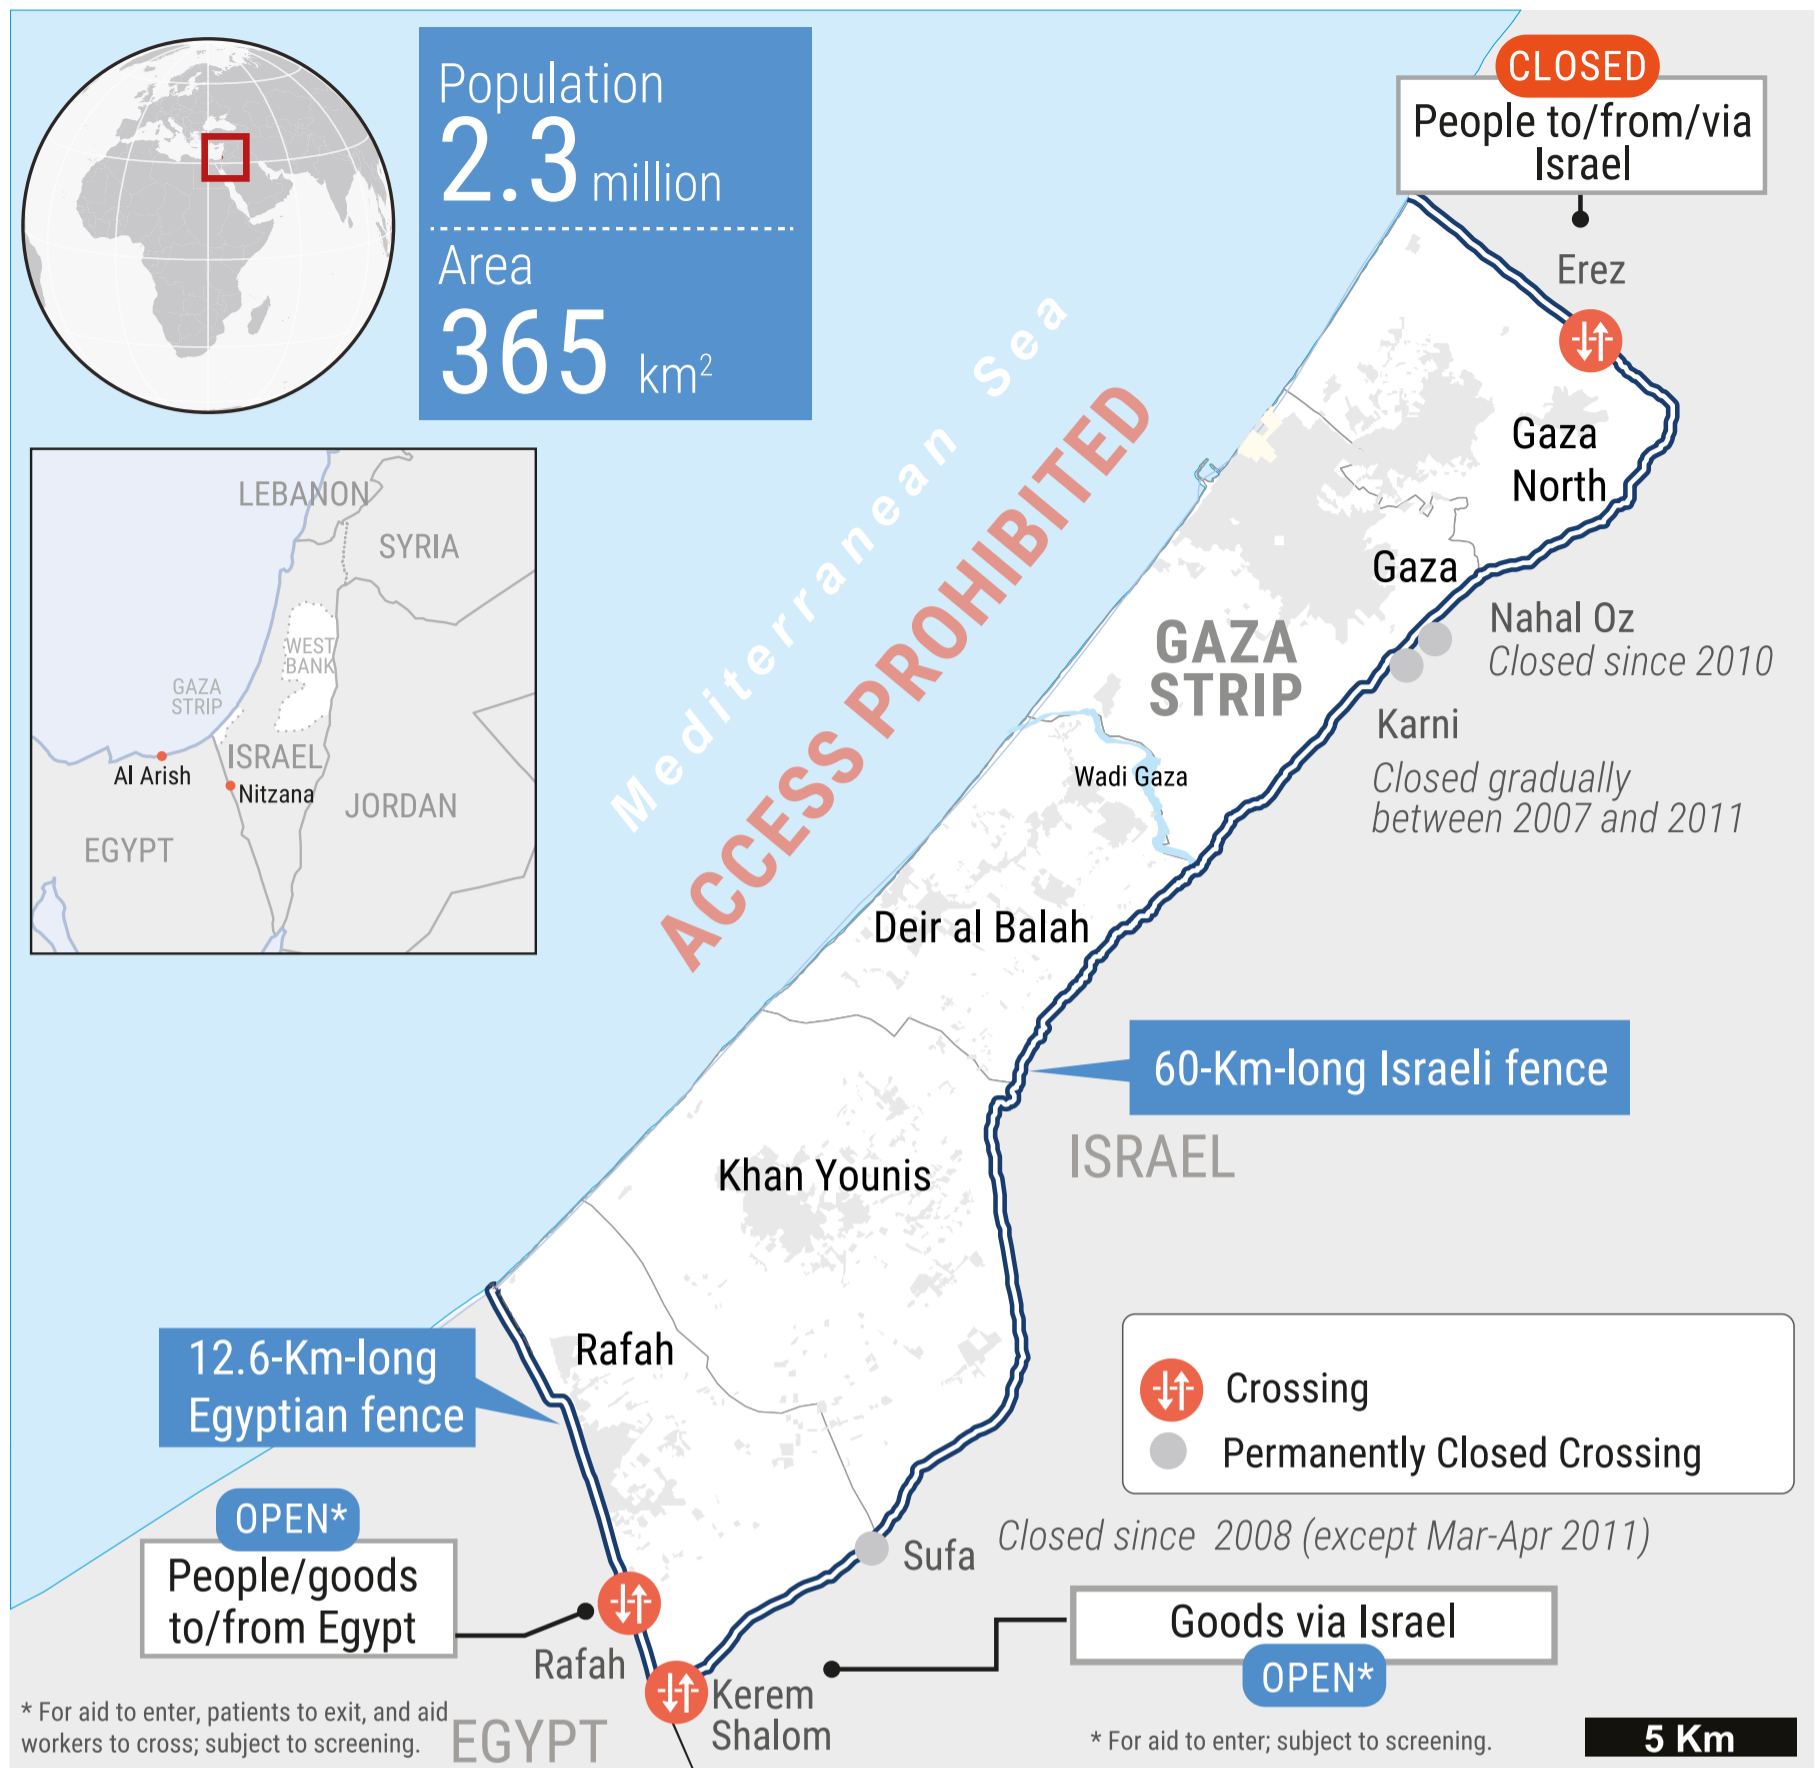 Population
2.3 million
Area
365 km²
CLOSED
People to/from/via
Israel
Erez
Mediterranean Sea
ACCESS PROHIBITED
Gaza
North
Gaza
GAZA
STRIP
Nahal Oz
Closed since 2010
Karni
Closed gradually
between 2007 and 2011
LEBANON
SYRIA
WEST
BANK
GAZA
STRIP
ISRAEL
Al Arish
Nitzana
JORDAN
EGYPT
Wadi Gaza
Deir al Balah
60-Km-long Israeli fence
ISRAEL
Khan Younis
Rafah
12.6-Km-long
Egyptian fence
Crossing
Permanently Closed Crossing
OPEN*
People/goods
to/from Egypt
Rafah
Sufa
Closed since 2008 (except Mar-Apr 2011)
Goods via Israel
OPEN*
Kerem
Shalom
EGYPT
* For aid to enter, patients to exit, and aid
workers to cross; subject to screening.
* For aid to enter; subject to screening.
5 Km